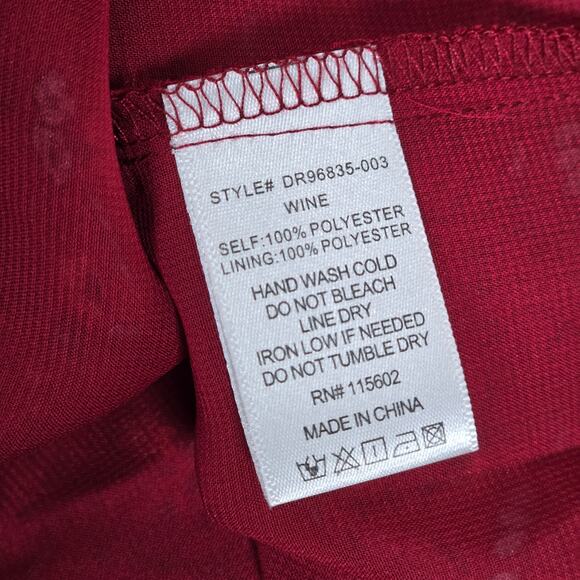 STYLE# DR96835-003
WINE
SELF:100% POLYESTER
LINING:100% POLYESTER
HAND WASH COLD
DO NOT BLEACH
LINE DRY
IRON LOW IF NEEDED
DO NOT TUMBLE DRY
RN# 115602
MADE IN CHINA